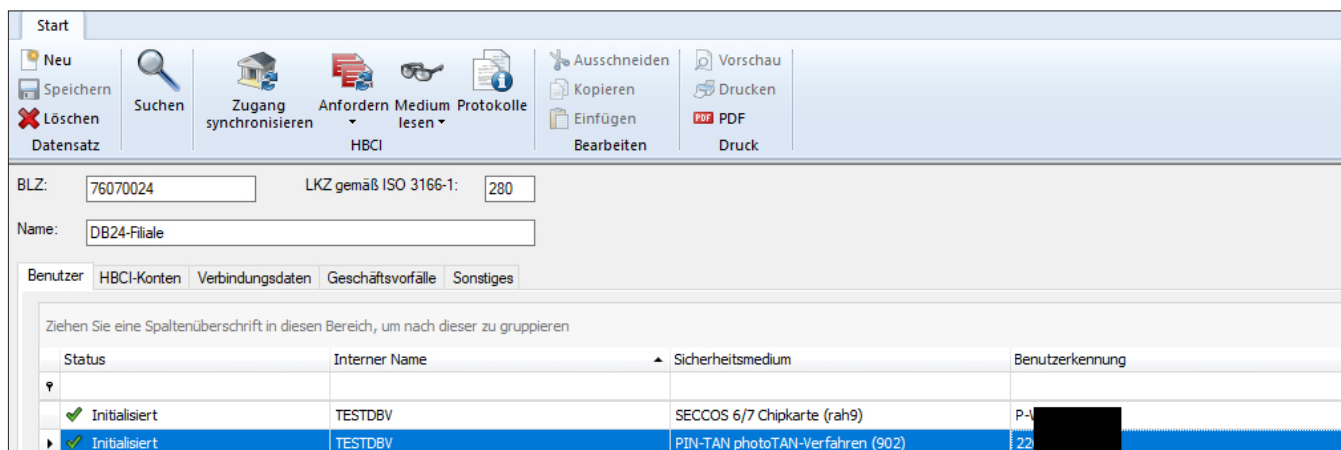 Start
Neu
Speichern
Löschen
Datensatz
Suchen
Zugang
synchronisieren
Anfordern
Medium
lesen
Protokolle
HBCI
Ausschneiden
Kopieren
Einfügen
Bearbeiten
Vorschau
Drucken
PDF PDF
Druck
BLZ: 76070024 LKZ gemäß ISO 3166-1: 280
Name: DB24-Filiale
Benutzer HBCI-Konten Verbindungsdaten Geschäftsvorfälle Sonstiges
Ziehen Sie eine Spaltenüberschrift in diesen Bereich, um nach dieser zu gruppieren
Status Interner Name Sicherheitsmedium Benutzerkennung
Initialisiert TESTDBV SECCOS 6/7 Chipkarte (rah9)
Initialisiert TESTDBV PIN-TAN photoTAN-Verfahren (902)